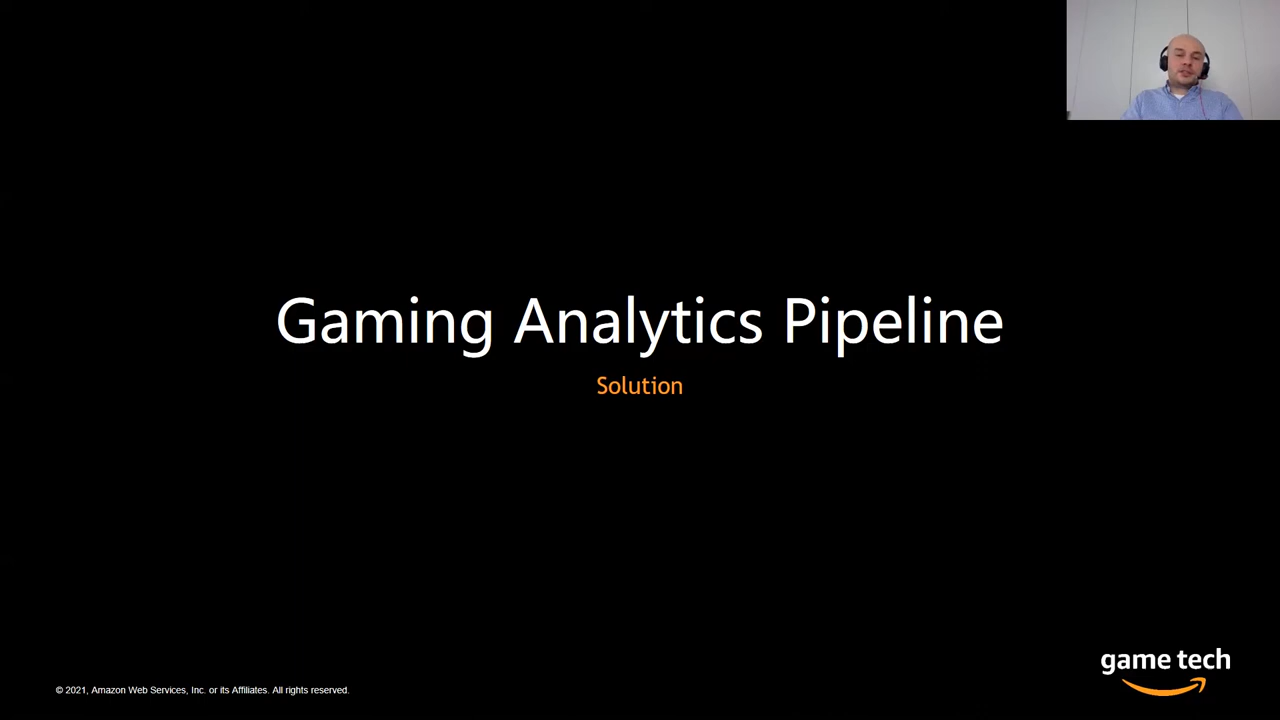 Gaming Analytics Pipeline
Solution
game tech
© 2021, Amazon Web Services, Inc. or its Affiliates. All rights reserved.